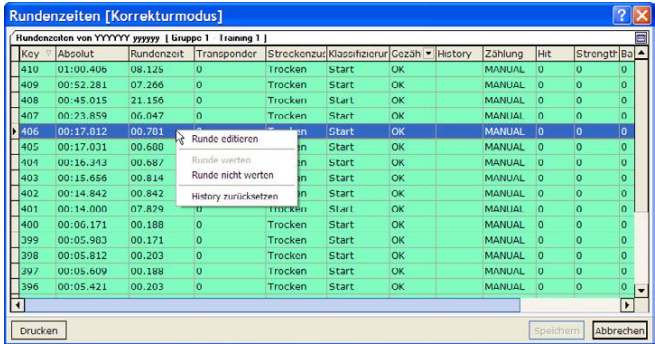 Rundenzeiten [Korrekturmodus]
Rundenzeiten von YYYYYY yyyyyy [ Gruppe 1 - Training 1 ]
Key Absolut Rundenzeit Transponder Streckenzus Klassifizierun Gezäh History Zählung Hit Strength Ba
410 01:00.406 08.125 0 Trocken Start OK MANUAL 0 0 0
409 00:52.281 07.266 0 Trocken Start OK MANUAL 0 0 0
408 00:45.015 21.156 0 Trocken Start OK MANUAL 0 0 0
407 00:23.859 06.047 0 Trocken Start OK MANUAL 0 0 0
406 00:17.812 00.781 0 Trocken Start OK MANUAL 0 0 0
Runde editieren
405 00:17.031 00.688 en Start OK MANUAL 0 0 0
404 00:16.343 00.687 en Start OK MANUAL 0 0 0
Runde werten
403 00:15.656 00.814 en Start OK MANUAL 0 0 0
Runde nicht werten
402 00:14.842 00.842 en Start OK MANUAL 0 0 0
History zurücksetzen
401 00:14.000 07.829 0 Trocken Start OK MANUAL 0 0 0
400 00:06.171 00.188 0 Trocken Start OK MANUAL 0 0 0
399 00:05.983 00.171 0 Trocken Start OK MANUAL 0 0 0
398 00:05.812 00.203 0 Trocken Start OK MANUAL 0 0 0
397 00:05.609 00.188 0 Trocken Start OK MANUAL 0 0 0
396 00:05.421 00.203 0 Trocken Start OK MANUAL 0 0 0
Drucken Speichern Abbrechen